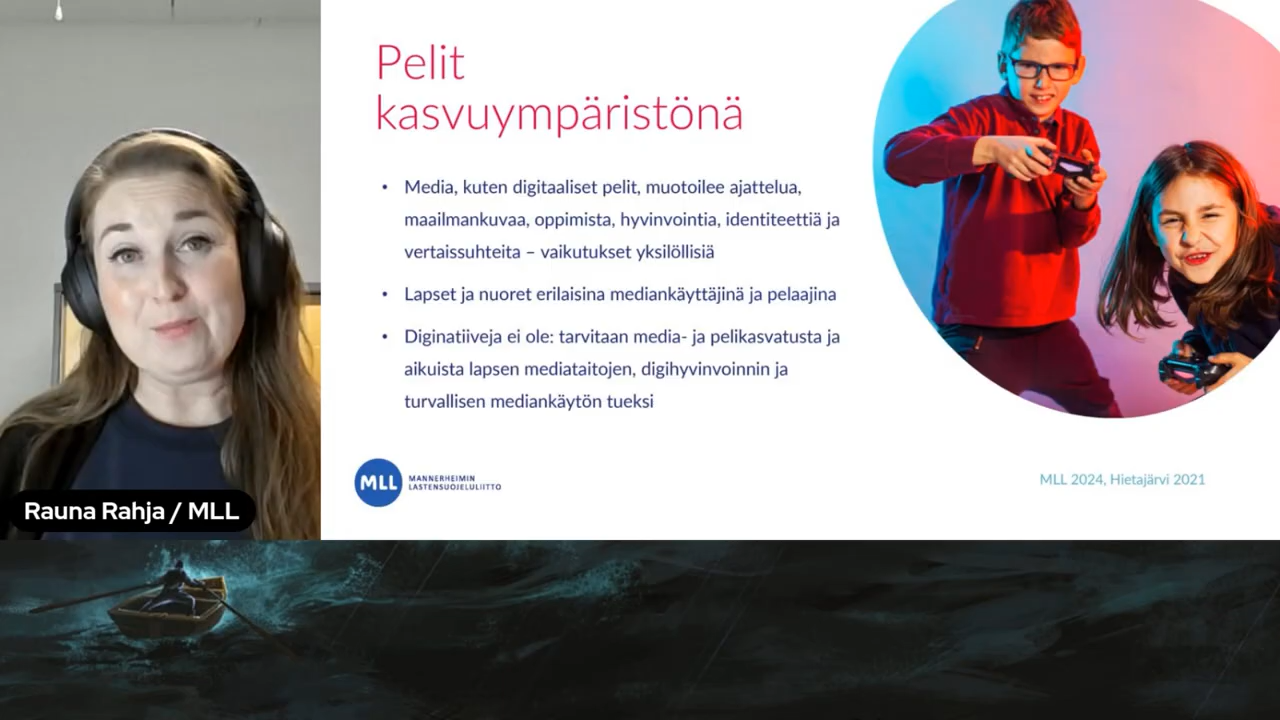 Pelit
kasvuympäristönä
• Media, kuten digitaaliset pelit, muotoilee ajattelua,
maailmankuvaa, oppimista, hyvinvointia, identiteettiä ja
vertaissuhteita – vaikutukset yksilöllisiä
• Lapset ja nuoret erilaisina mediankäyttäjinä ja pelaajina
• Diginatiiveja ei ole: tarvitaan media- ja pelikasvatusta ja
aikuista lapsen mediataitojen, digihyvinvoinnin ja
turvallisen mediankäytön tueksi
MLL
MANNERHEIMIN
LASTENSUOJELULIITTO
MLL 2024, Hietajärvi 2021
Rauna Rahja / MLL